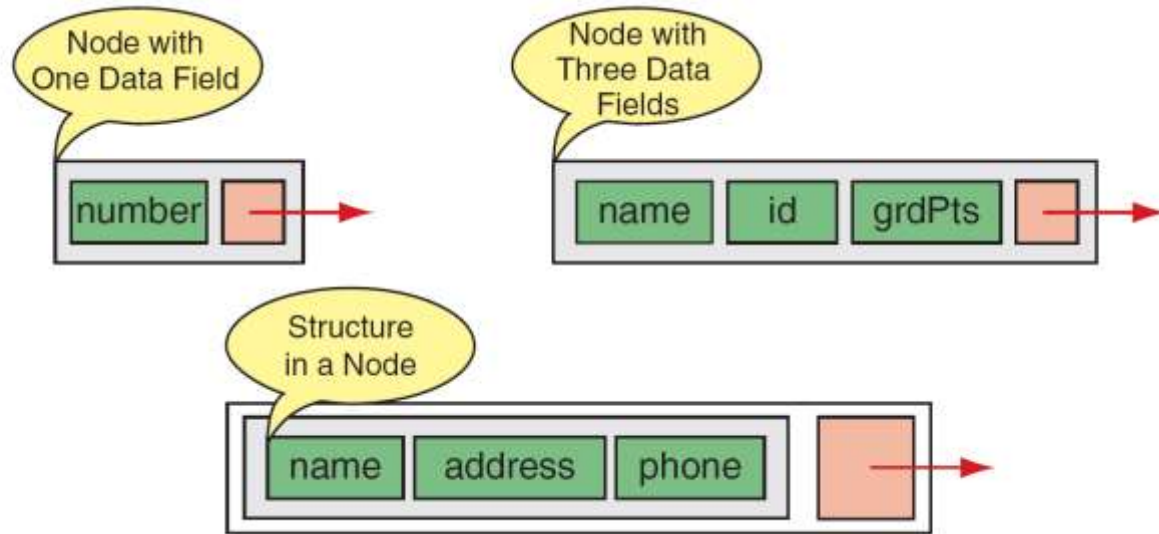 Node with
One Data Field
Node with
Three Data
Fields
number
name id grdPts
Structure
in a Node
name address phone